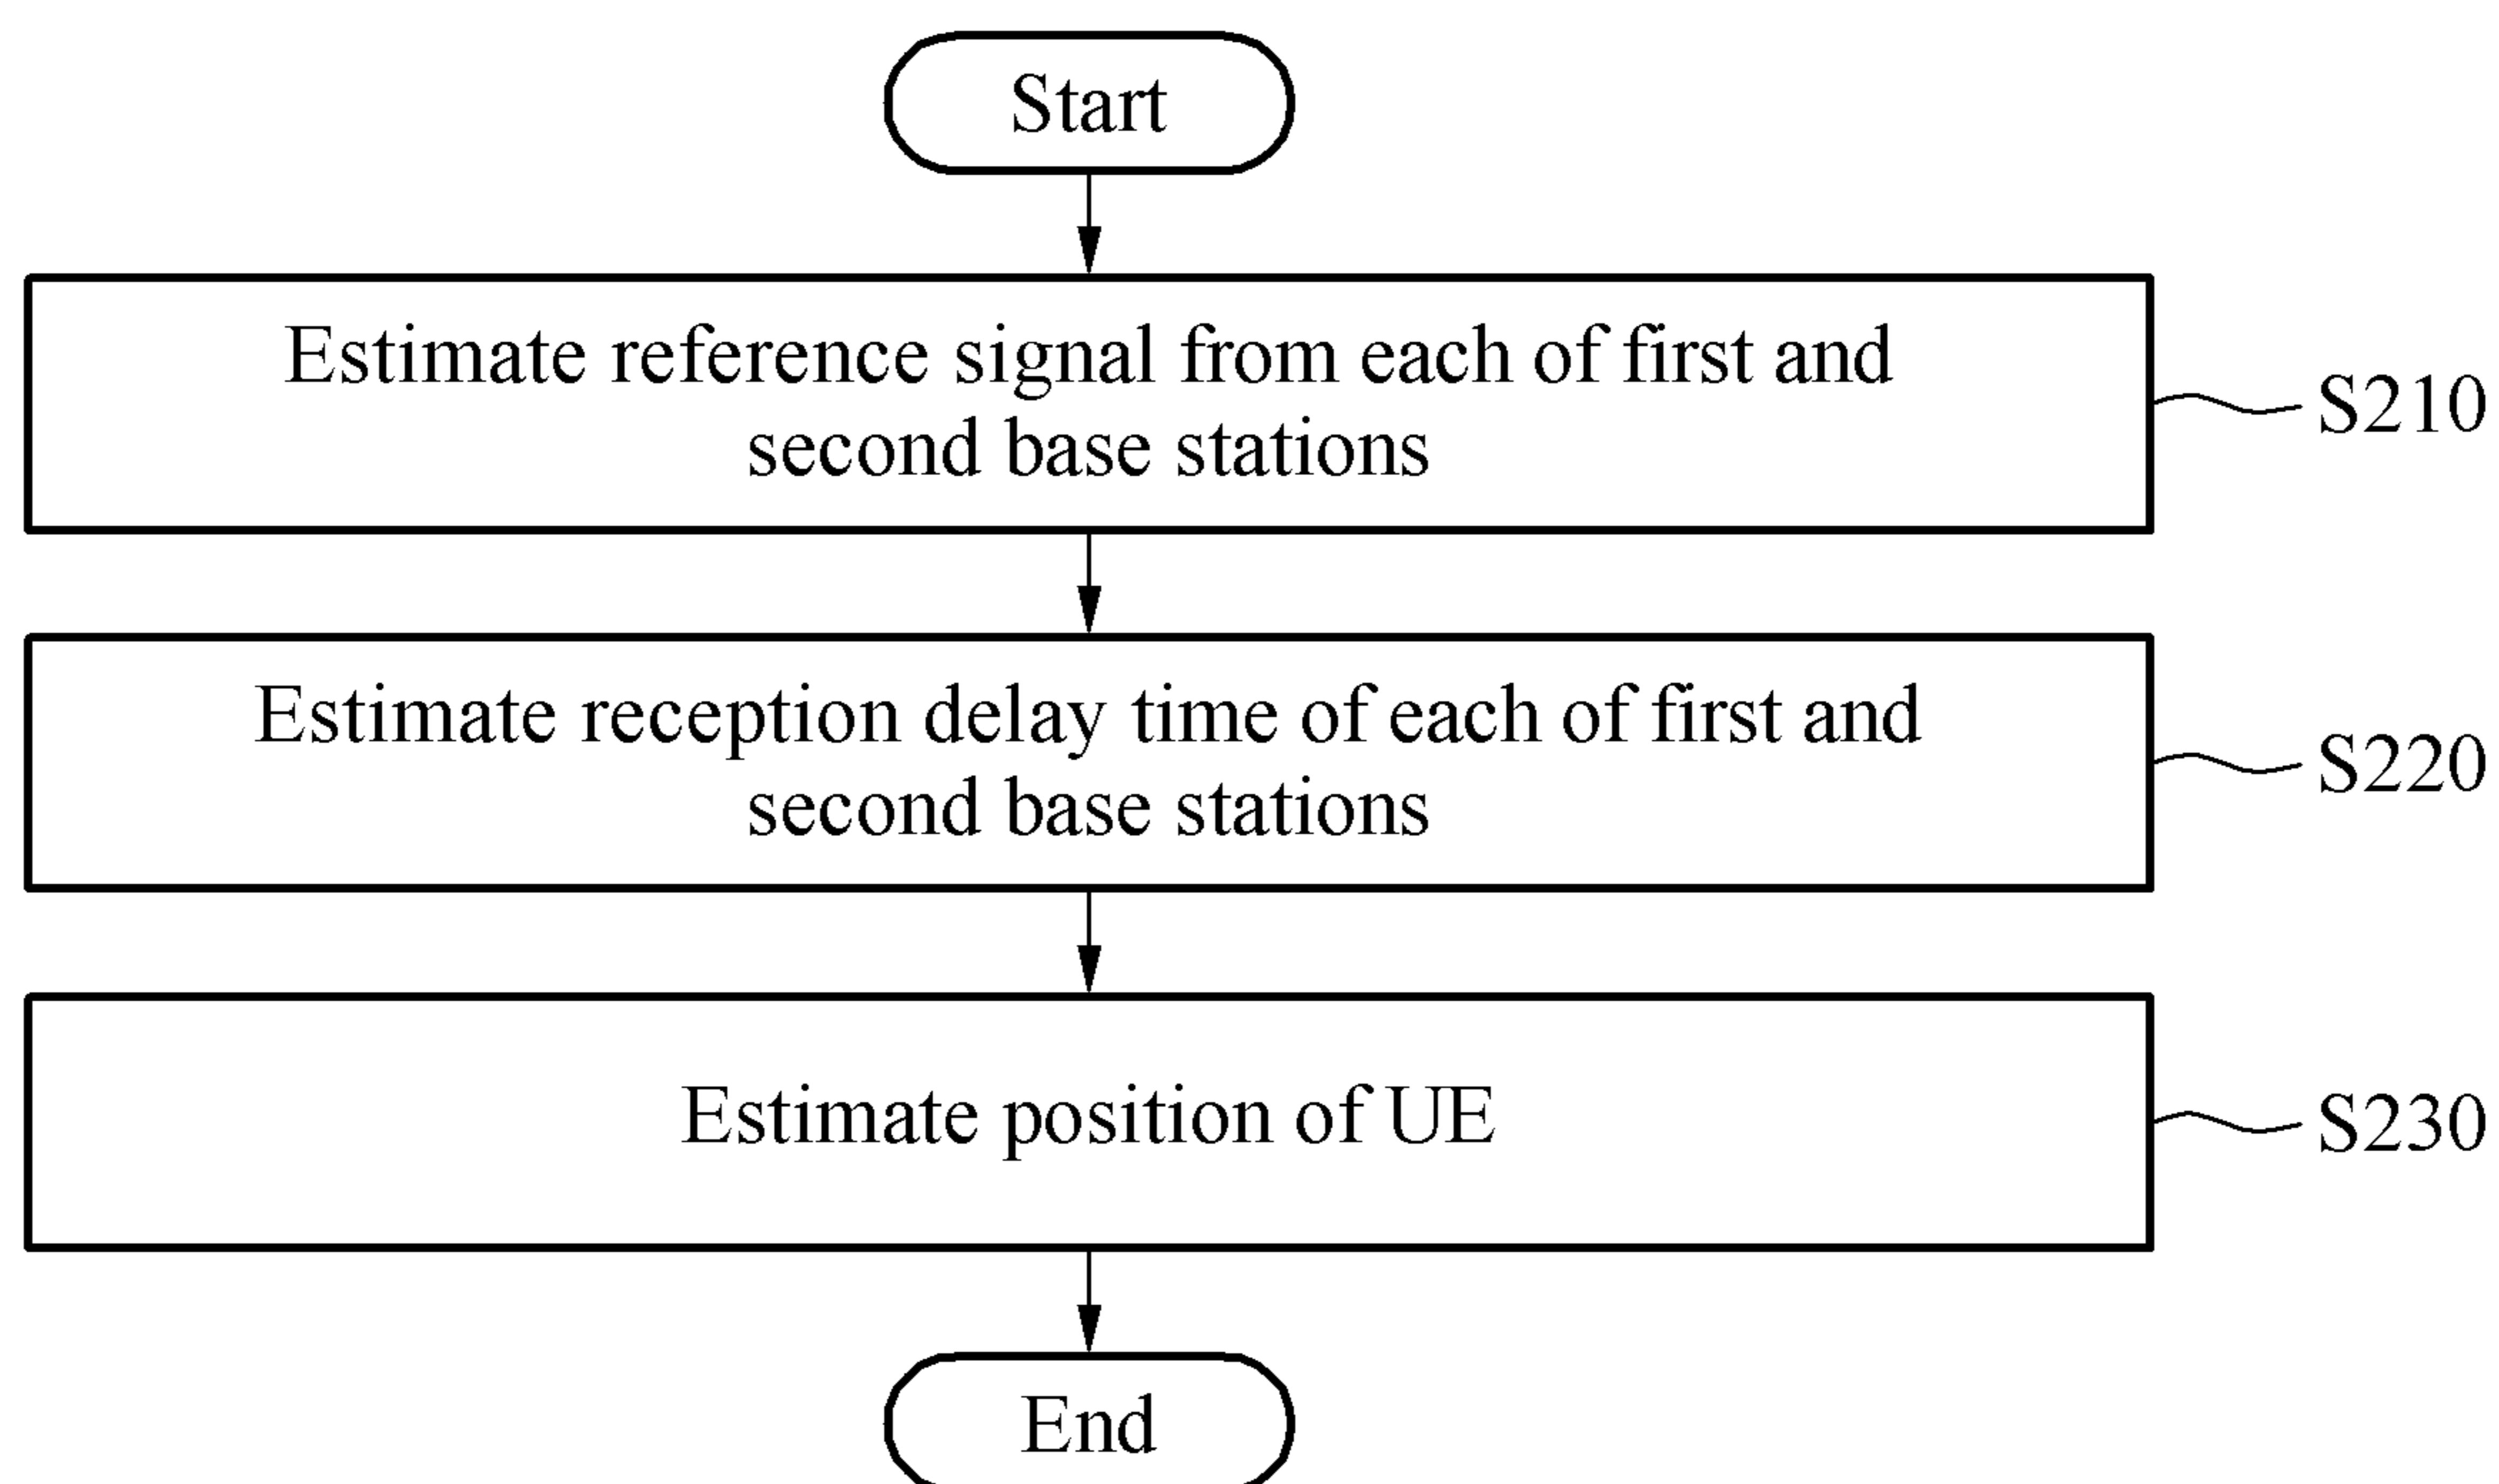 Start
Estimate reference signal from each of first and
second base stations
S210
Estimate reception delay time of each of first and
second base stations
S220
Estimate position of UE
S230
End